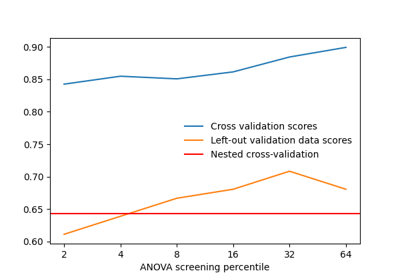 0.90
0.85
0.80
0.75
0.70
0.65
0.60
Cross validation scores
Left-out validation data scores
Nested cross-validation
2 4 8 16 32 64
ANOVA screening percentile